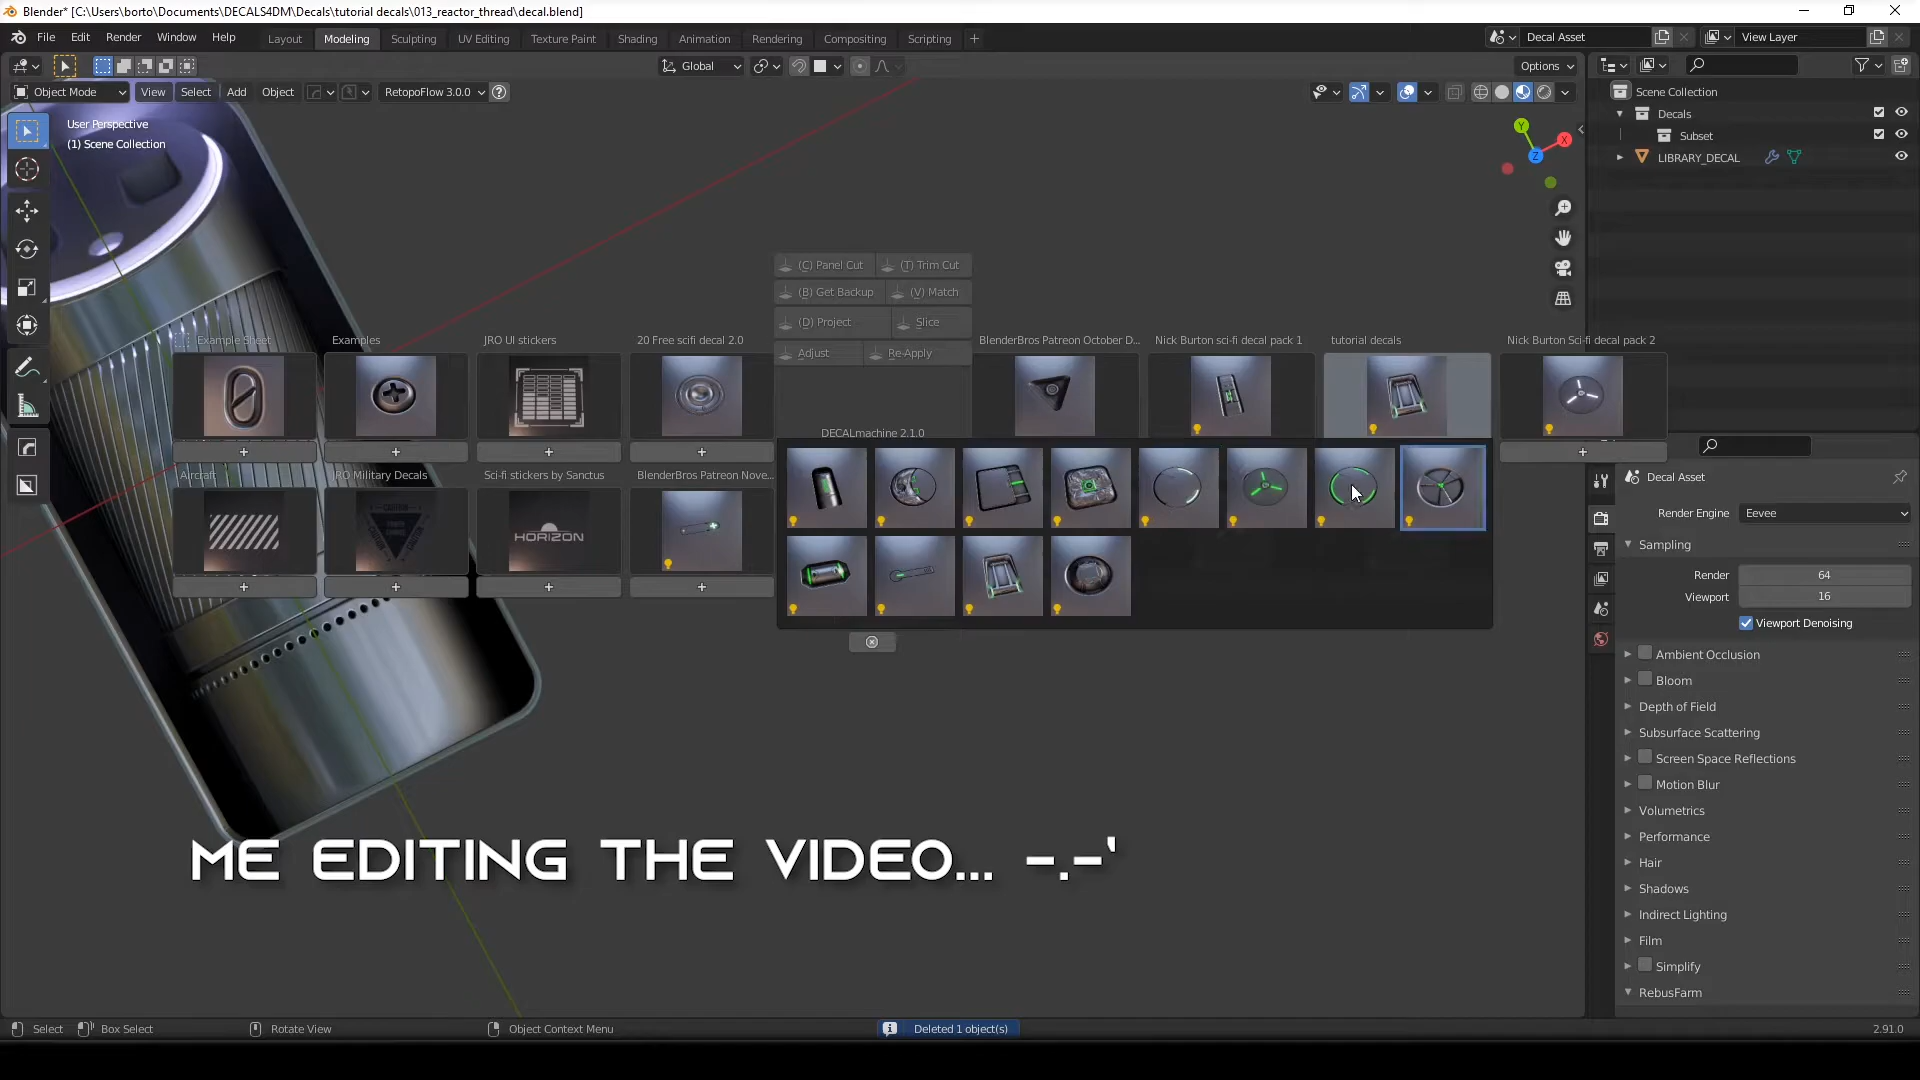 Blender* [C:\Users\borto\Documents\DECALS4DM\Decals\tutorial decals\013_reactor_thread\decal.blend]
File Edit Render Window Help Layout Modeling Sculpting UV Editing Texture Paint Shading Animation Rendering Compositing Scripting + Decal Asset View Layer
Global Options
Object Mode View Select Add Object RetopoFlow 3.0.0 Scene Collection
User Perspective
(1) Scene Collection
Decals
Subset
LIBRARY_DECAL
Y X Z
(C) Panel Cut (T) Trim Cut
(B) Get Backup (V) Match
(D) Project Slice
Example Sheet Examples JRO UI stickers 20 Free scifi decal 2.0 BlenderBros Patreon October D... Nick Burton sci-fi decal pack 1 tutorial decals Nick Burton Sci-fi decal pack 2
Adjust Re-Apply
DECALmachine 2.1.0
Aircraft JRO Military Decals Sci-fi stickers by Sanctus BlenderBros Patreon Nove...
HORIZON
Decal Asset
Render Engine Eevee
Sampling
Render 64
Viewport 16
Viewport Denoising
Ambient Occlusion
Bloom
Depth of Field
Subsurface Scattering
Screen Space Reflections
Motion Blur
Volumetrics
Performance
Hair
Shadows
Indirect Lighting
Film
Simplify
RebusFarm
ME EDITING THE VIDEO... -.-'
Select Box Select Rotate View Object Context Menu Deleted 1 object(s) 2.91.0